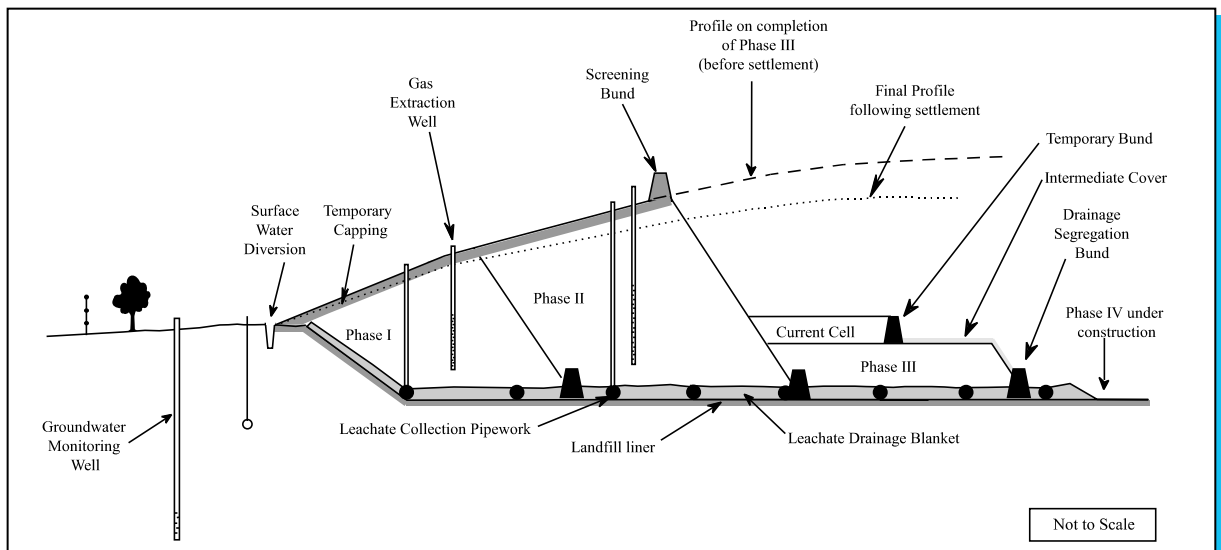 Profile on completion
of Phase III
(before settlement)
Screening
Bund
Gas
Extraction
Well
Final Profile
following settlement
Temporary Bund
Intermediate Cover
Surface
Water
Diversion
Temporary
Capping
Drainage
Segregation
Bund
Phase II
Phase I
Current Cell
Phase IV under
construction
Phase III
Groundwater
Monitoring
Well
Leachate Collection Pipework
Landfill liner
Leachate Drainage Blanket
Not to Scale